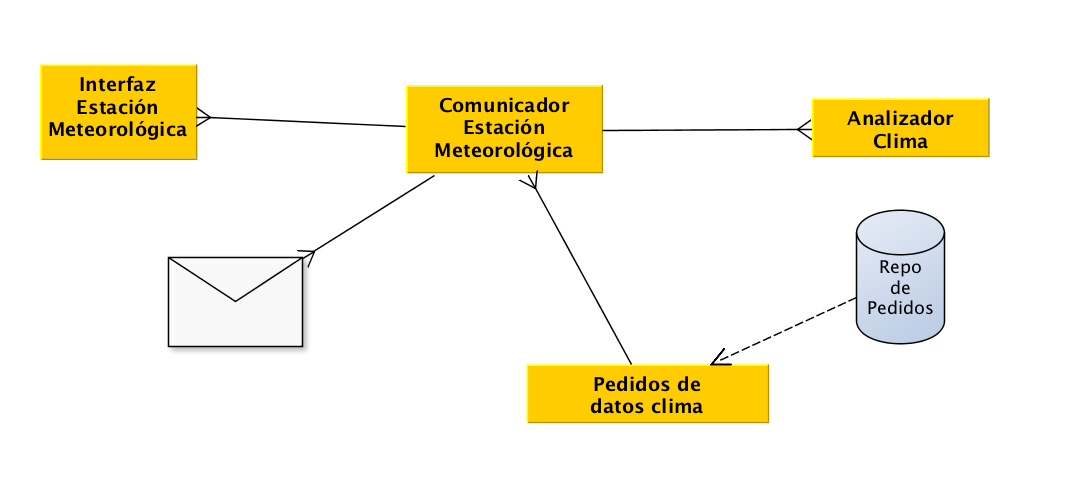 Interfaz
Estación
Meteorológica
Comunicador
Estación
Meteorológica
Analizador
Clima
Repo
de
Pedidos
Pedidos de
datos clima